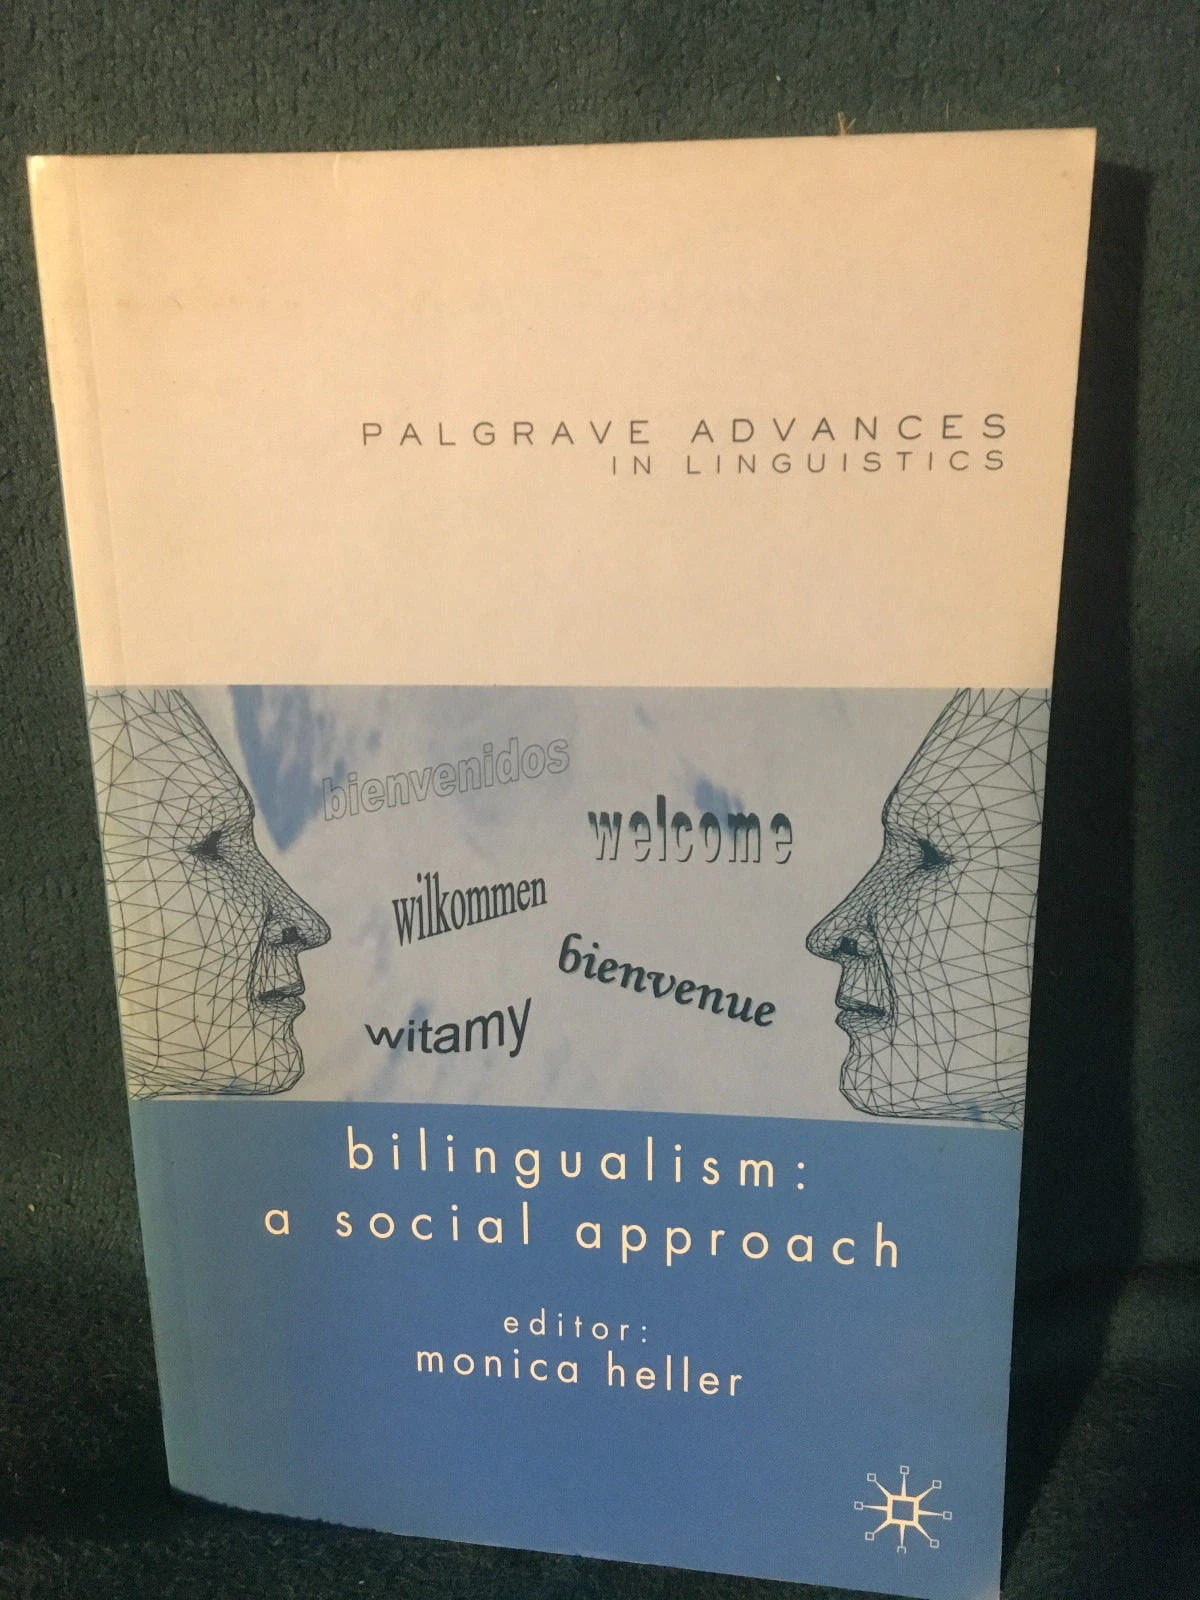 PALGRAVE ADVANCES
IN LINGUISTICS
bienvenidos
welcome
wilkommen
bienvenue
witamy
bilingualism:
a social approach
editor:
monica heller